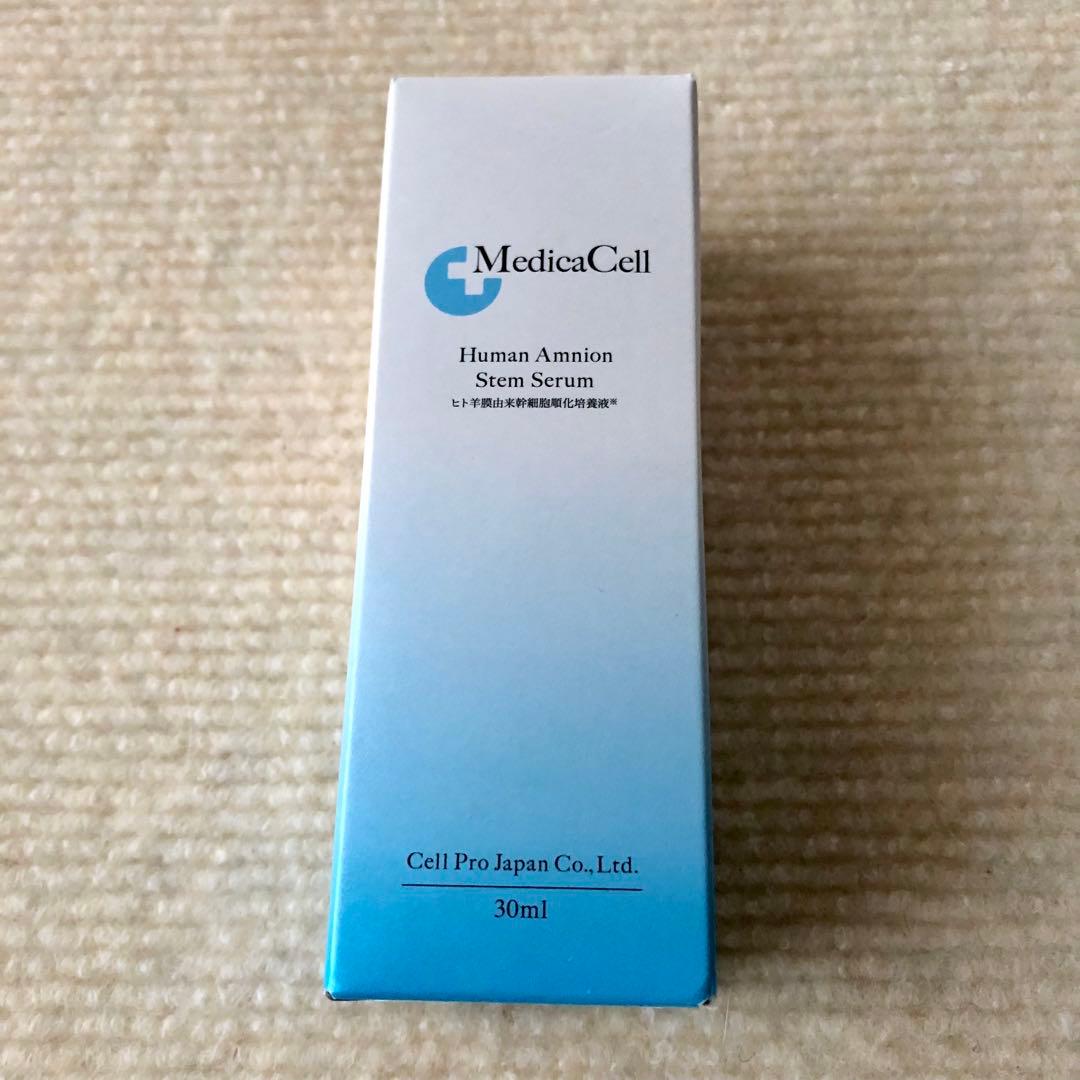 MedicaCell
Human Amnion
Stem Serum
ヒト羊膜由来幹細胞順化培養液※
Cell Pro Japan Co.,Ltd.
30ml